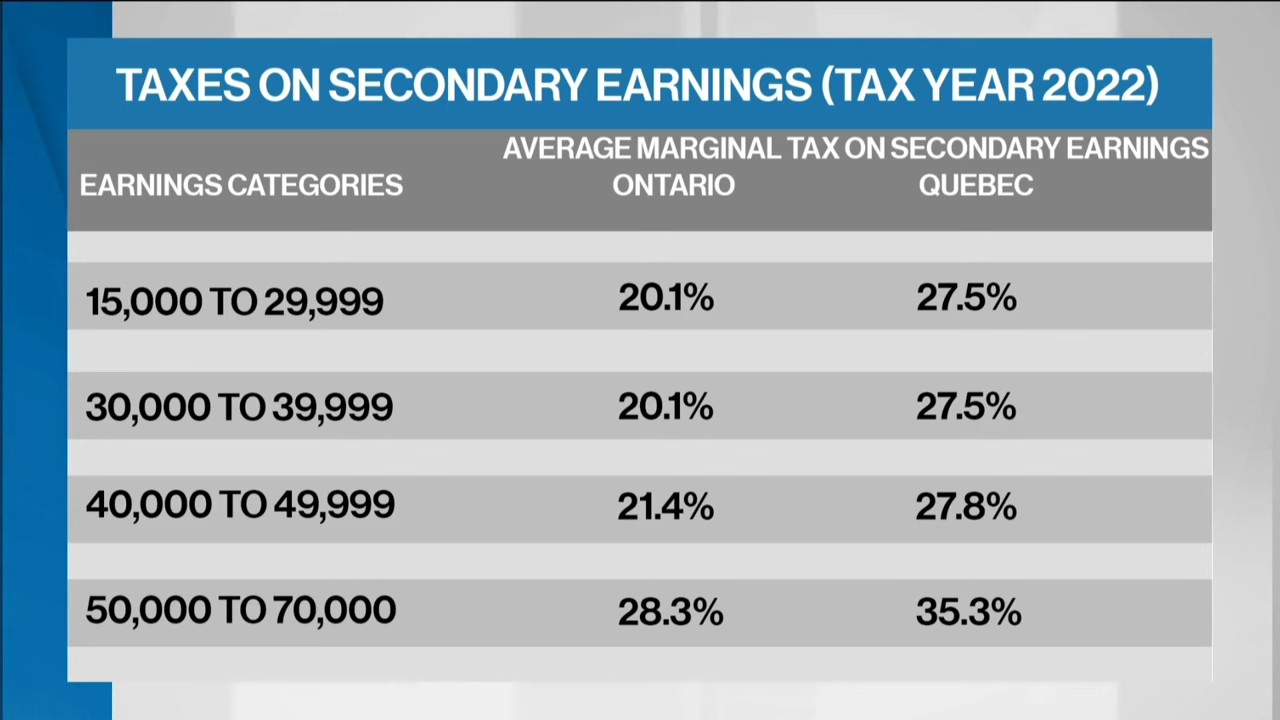 TAXES ON SECONDARY EARNINGS (TAX YEAR 2022)
AVERAGE MARGINAL TAX ON SECONDARY EARNINGS
EARNINGS CATEGORIES ONTARIO QUEBEC
15,000 TO 29,999 20.1% 27.5%
30,000 TO 39,999 20.1% 27.5%
40,000 TO 49,999 21.4% 27.8%
50,000 TO 70,000 28.3% 35.3%